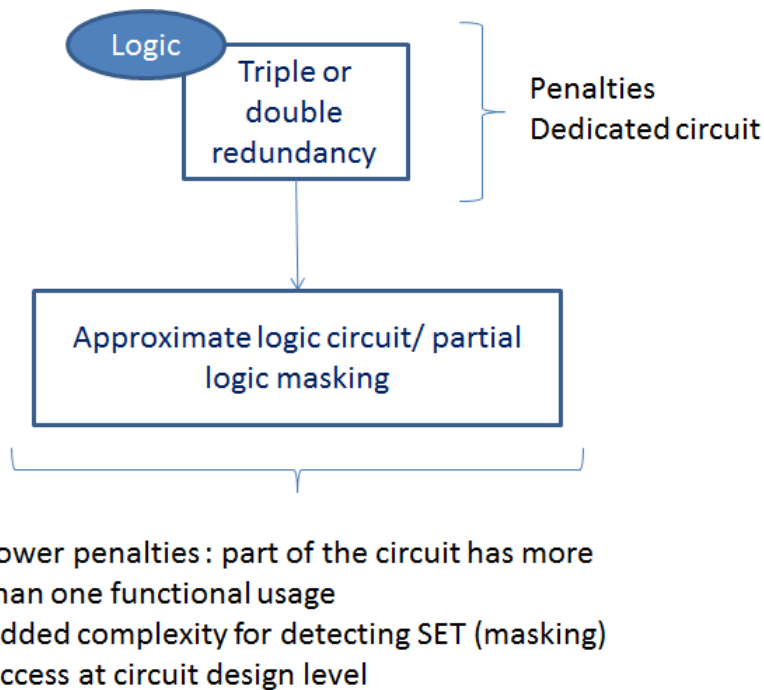 Logic
Triple or
double
redundancy
Penalties
Dedicated circuit
Approximate logic circuit/ partial
logic masking
ower penalties : part of the circuit has more
han one functional usage
dded complexity for detecting SET (masking)
ccess at circuit design level